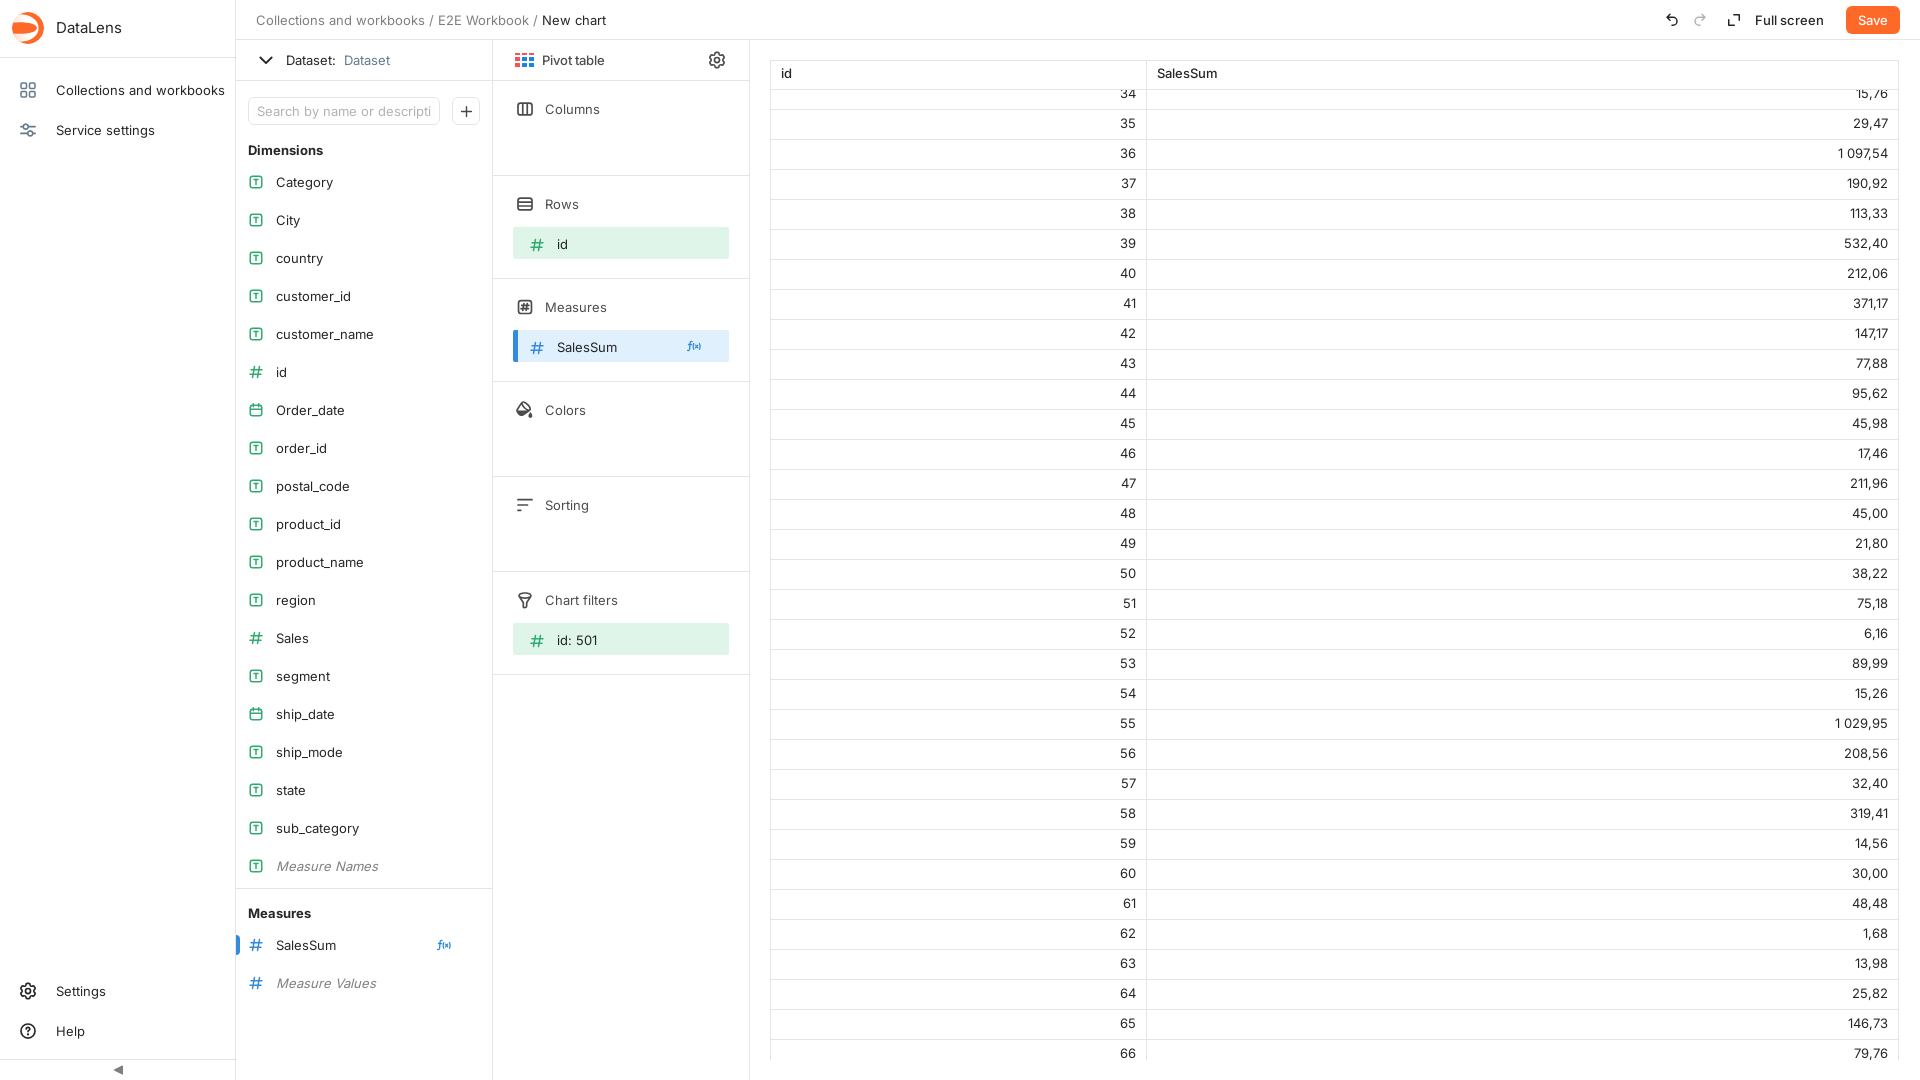 DataLens
Collections and workbooks
Service settings
Settings
Help
Collections and workbooks / E2E Workbook / New chart
Full screen
Save
Dataset: Dataset
Search by name or descripti
Dimensions
Category
City
country
customer_id
customer_name
id
Order_date
order_id
postal_code
product_id
product_name
region
Sales
segment
ship_date
ship_mode
state
sub_category
Measure Names
Measures
SalesSum
Measure Values
Pivot table
Columns
Rows
id
Measures
SalesSum
Colors
Sorting
Chart filters
id: 501
id SalesSum
34 15,76
35 29,47
36 1 097,54
37 190,92
38 113,33
39 532,40
40 212,06
41 371,17
42 147,17
43 77,88
44 95,62
45 45,98
46 17,46
47 211,96
48 45,00
49 21,80
50 38,22
51 75,18
52 6,16
53 89,99
54 15,26
55 1 029,95
56 208,56
57 32,40
58 319,41
59 14,56
60 30,00
61 48,48
62 1,68
63 13,98
64 25,82
65 146,73
66 79,76